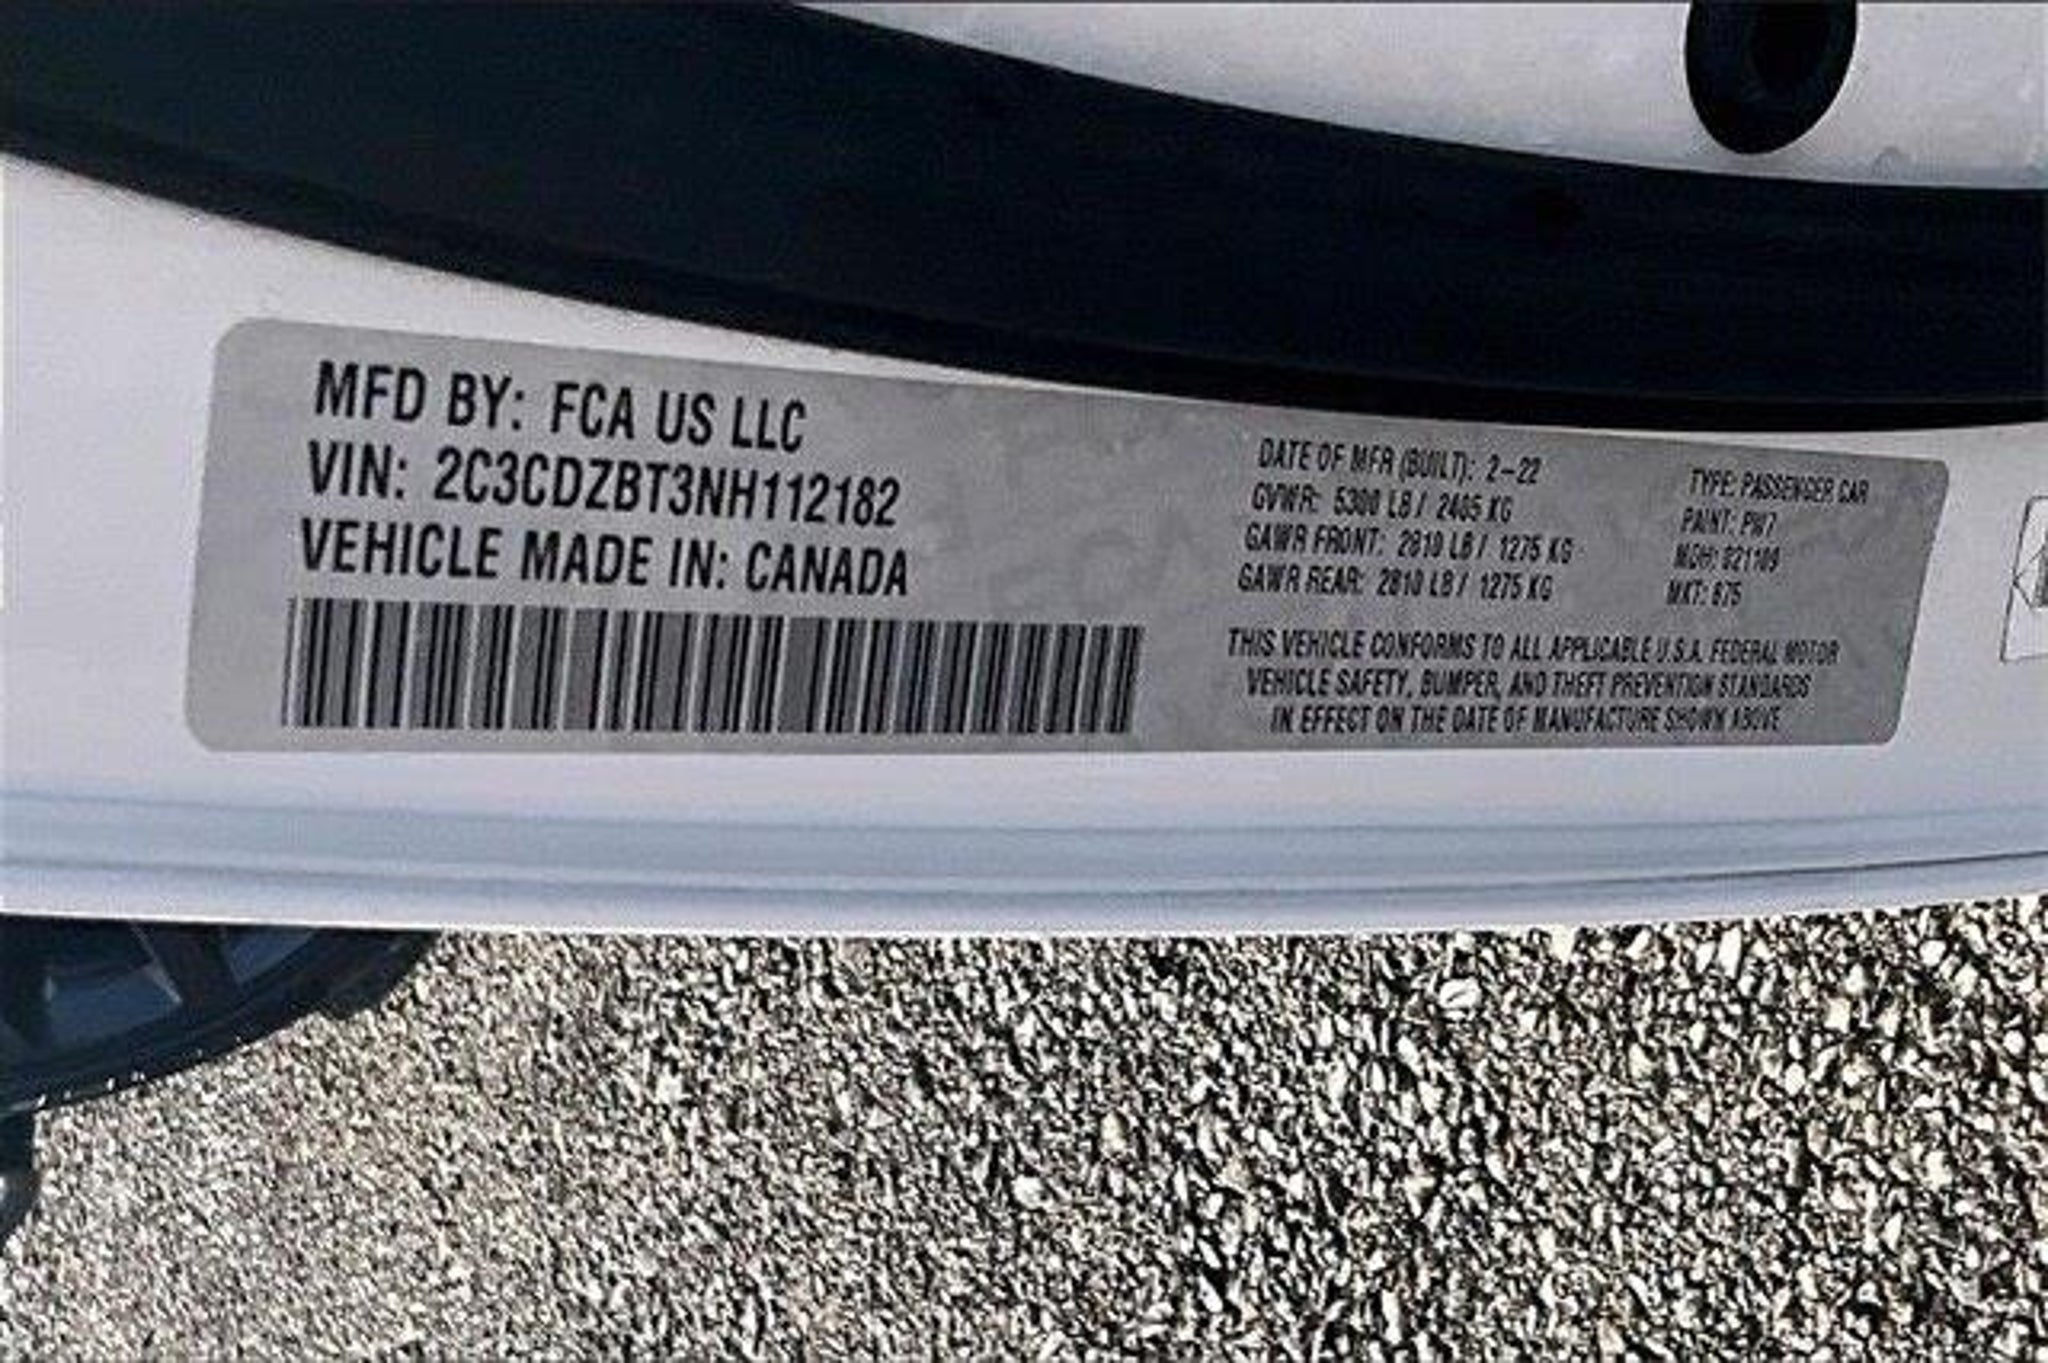 MFD BY: FCA US LLC
VIN: 2C3CDZBT3NH112182
VEHICLE MADE IN: CANADA
DATE OF MFR (BUILT): 2-22
GVWR: 5300 LB / 2405 KG
GAWR FRONT: 2810 LB / 1275 KG
GAWR REAR: 2810 LB / 1275 KG
TYPE: PASSENGER CAR
PAINT: PW7
MDH:
MKT:
THIS VEHICLE CONFORMS TO ALL APPLICABLE U.S.A. FEDERAL MOTOR
VEHICLE SAFETY, BUMPER, AND THEFT PREVENTION STANDARDS
IN EFFECT ON THE DATE OF MANUFACTURE SHOWN ABOVE